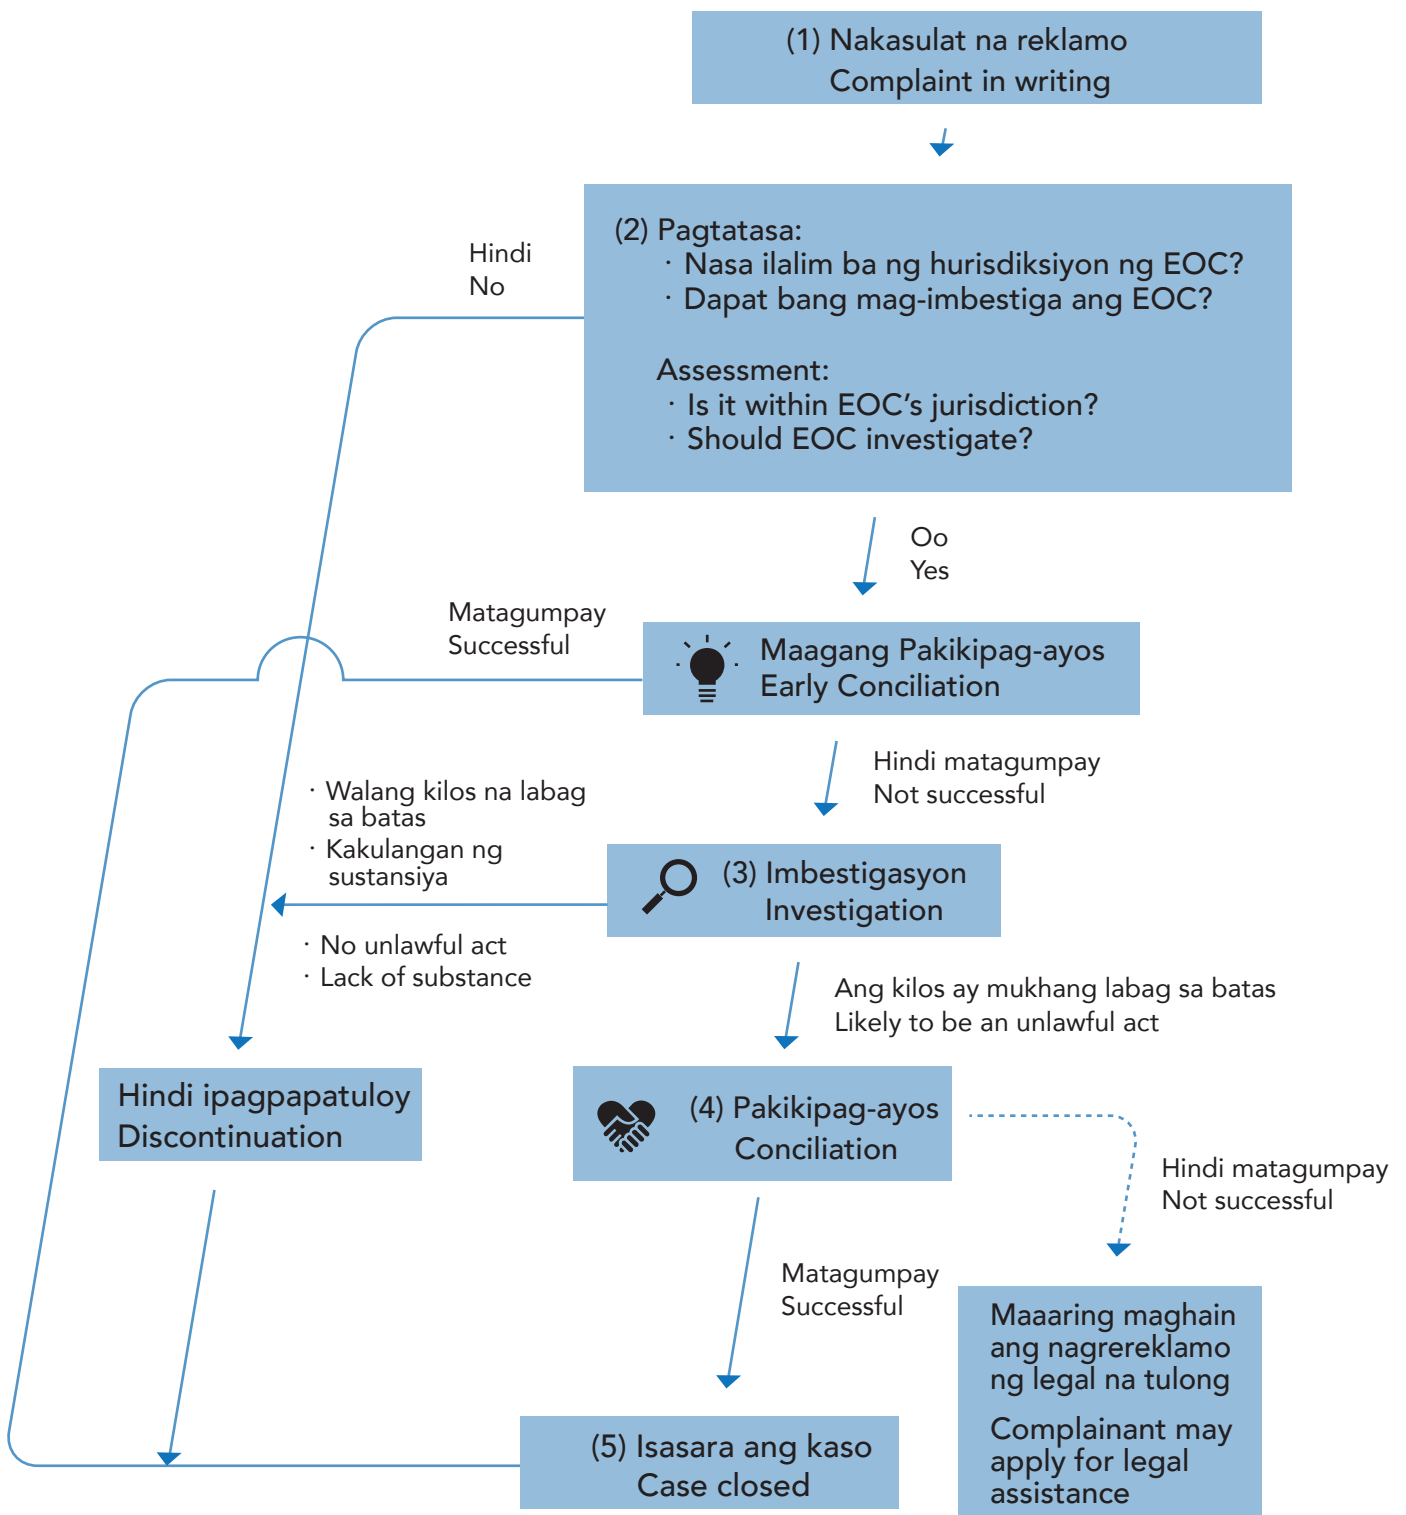 (1) Nakasulat na reklamo
Complaint in writing
(2) Pagtatasa:
· Nasa ilalim ba ng hurisdiksiyon ng EOC?
· Dapat bang mag-imbestiga ang EOC?
Assessment:
· Is it within EOC’s jurisdiction?
· Should EOC investigate?
Hindi
No
Oo
Yes
Matagumpay
Successful
Maagang Pakikipag-ayos
Early Conciliation
Hindi matagumpay
Not successful
· Walang kilos na labag
sa batas
· Kakulangan ng
sustansiya
· No unlawful act
· Lack of substance
(3) Imbestigasyon
Investigation
Ang kilos ay mukhang labag sa batas
Likely to be an unlawful act
Hindi ipagpapatuloy
Discontinuation
(4) Pakikipag-ayos
Conciliation
Hindi matagumpay
Not successful
Matagumpay
Successful
Maaaring maghain
ang nagrereklamo
ng legal na tulong
Complainant may
apply for legal
assistance
(5) Isasara ang kaso
Case closed